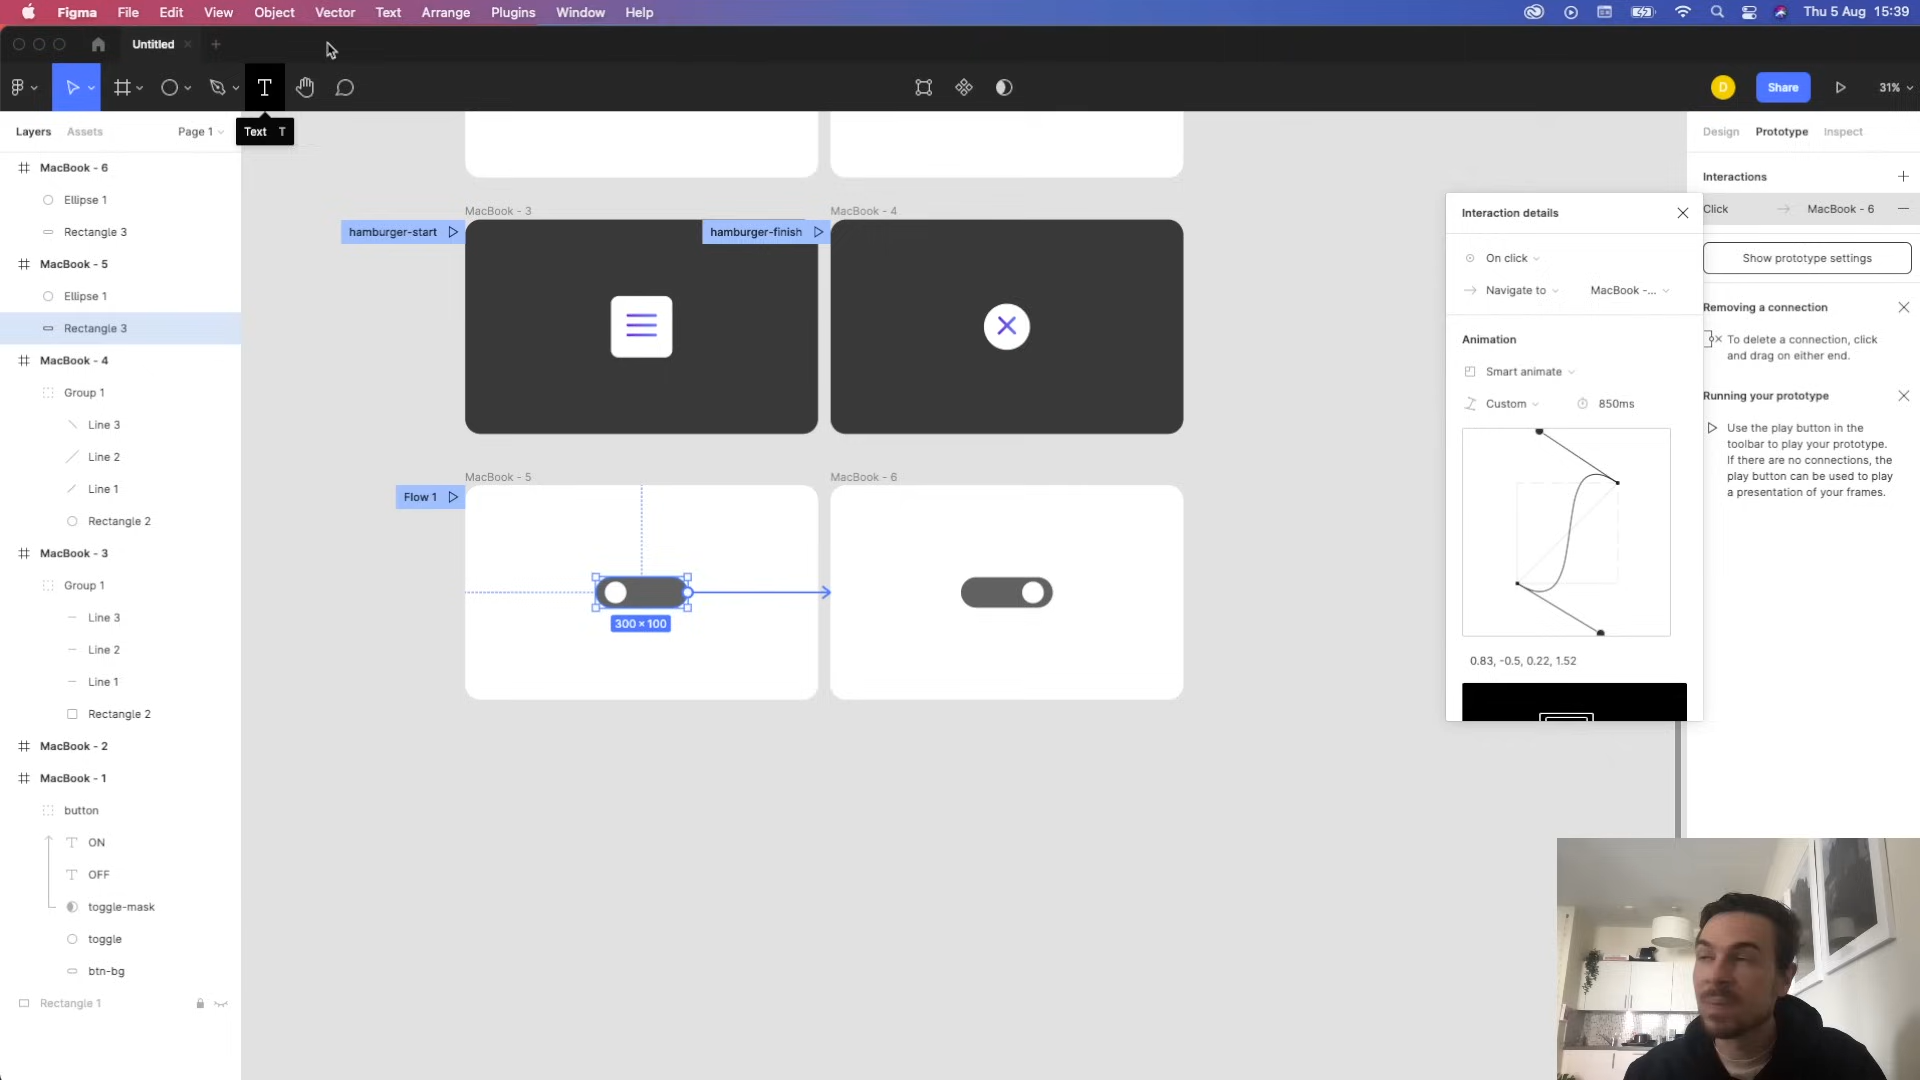 Figma File Edit View Object Vector Text Arrange Plugins Window Help
Thu 5 Aug 15:39
Untitled
Share
31%
D
Layers Assets Page 1
Text T
Design Prototype Inspect
MacBook - 6
Ellipse 1
Rectangle 3
MacBook - 5
Ellipse 1
Rectangle 3
MacBook - 4
Group 1
Line 3
Line 2
Line 1
Rectangle 2
MacBook - 3
Group 1
Line 3
Line 2
Line 1
Rectangle 2
MacBook - 2
MacBook - 1
button
ON
OFF
toggle-mask
toggle
btn-bg
Rectangle 1
MacBook - 3
MacBook - 4
hamburger-start
hamburger-finish
MacBook - 5
MacBook - 6
Flow 1
300 × 100
Interaction details
On click
Navigate to MacBook -...
Animation
Smart animate
Custom 850ms
0.83, -0.5, 0.22, 1.52
Interactions
Click MacBook - 6
Show prototype settings
Removing a connection
To delete a connection, click
and drag on either end.
Running your prototype
Use the play button in the
toolbar to play your prototype.
If there are no connections, the
play button can be used to play
a presentation of your frames.